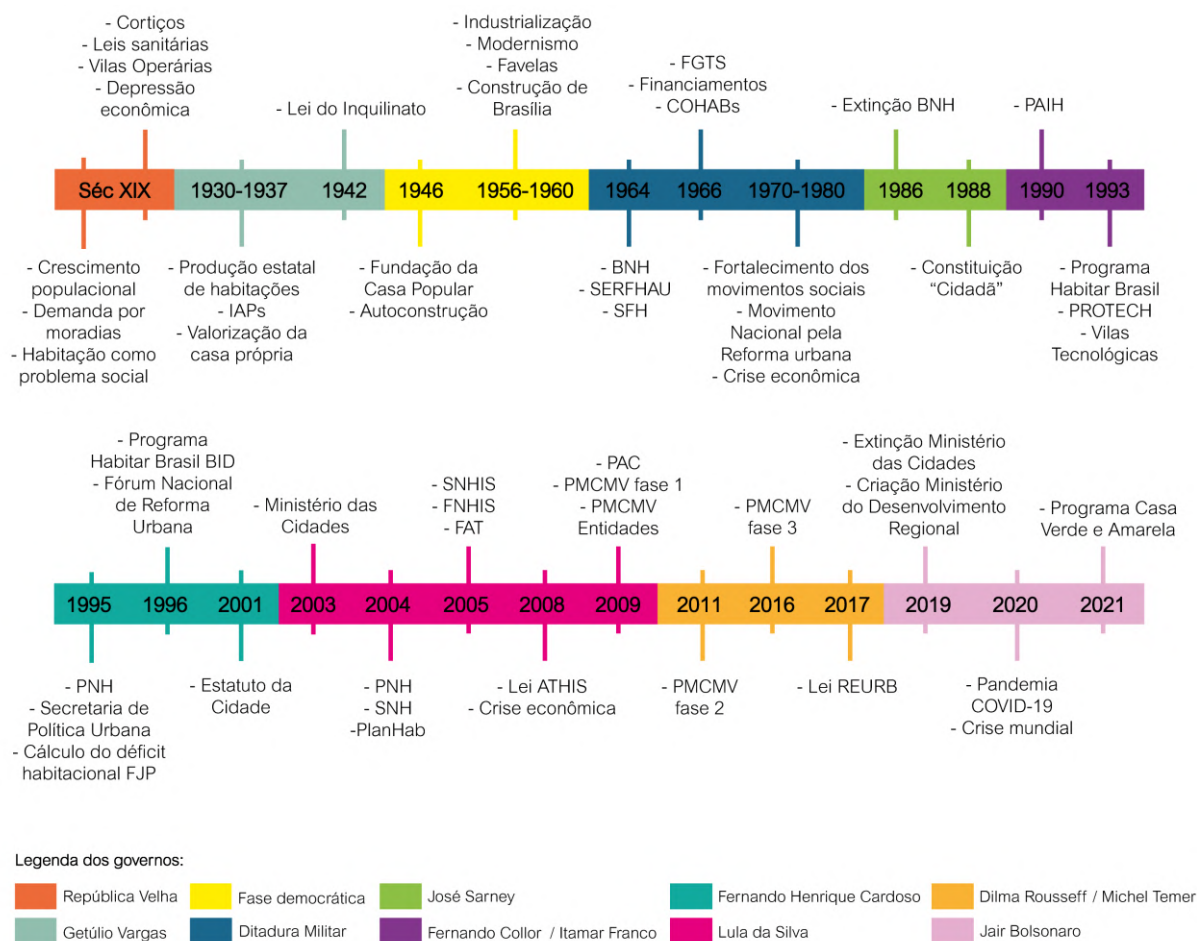 - Cortiços
- Leis sanitárias
- Vilas Operárias
- Depressão
econômica
- Lei do Inquilinato
- Industrialização
- Modernismo
- Favelas
- Construção de
Brasília
- FGTS
- Financiamentos
- COHABs
- Extinção BNH
- PAIH
Séc XIX
1930-1937
1942
1946
1956-1960
1964
1966
1970-1980
1986
1988
1990
1993
- Crescimento
populacional
- Demanda por
moradias
- Habitação como
problema social
- Produção estatal
de habitações
- IAPs
- Valorização da
casa própria
- Fundação da
Casa Popular
- Autoconstrução
- BNH
- SERFHAU
- SFH
- Fortalecimento dos
movimentos sociais
- Movimento
Nacional pela
Reforma urbana
- Crise econômica
- Constituição
“Cidadã”
- Programa
Habitar Brasil
- PROTECH
- Vilas
Tecnológicas
- Programa
Habitar Brasil BID
- Fórum Nacional
de Reforma
Urbana
- Ministério das
Cidades
- SNHIS
- FNHIS
- FAT
- PAC
- PMCMV fase 1
- PMCMV
Entidades
- PMCMV
fase 3
- Extinção Ministério
das Cidades
- Criação Ministério
do Desenvolvimento
Regional
- Programa Casa
Verde e Amarela
1995
1996
2001
2003
2004
2005
2008
2009
2011
2016
2017
2019
2020
2021
- PNH
- Secretaria de
Política Urbana
- Cálculo do déficit
habitacional FJP
- Estatuto da
Cidade
- PNH
- SNH
-PlanHab
- Lei ATHIS
- Crise econômica
- PMCMV
fase 2
- Lei REURB
- Pandemia
COVID-19
- Crise mundial
Legenda dos governos:
República Velha
Fase democrática
José Sarney
Fernando Henrique Cardoso
Dilma Rousseff / Michel Temer
Getúlio Vargas
Ditadura Militar
Fernando Collor / Itamar Franco
Lula da Silva
Jair Bolsonaro